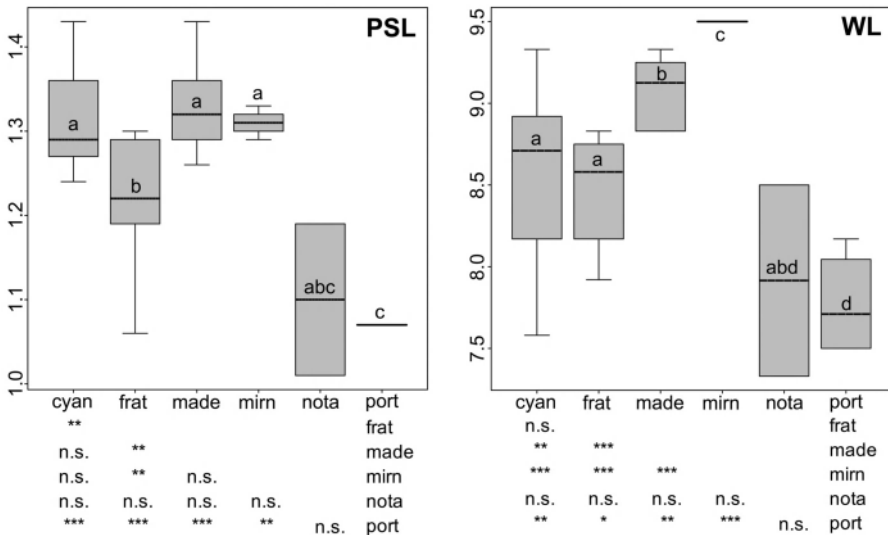 PSL
1.4
1.3
1.2
1.1
1.0
a
b
a
a
abc
c
cyan frat made mirn nota port
** frat
n.s. ** made
n.s. ** n.s. mirn
n.s. n.s. n.s. n.s. nota
*** *** *** ** n.s. port
WL
9.5
9.0
8.5
8.0
7.5
a
a
b
c
abd
d
cyan frat made mirn nota port
n.s. frat
** *** made
*** *** *** mirn
n.s. n.s. n.s. n.s. nota
** * ** *** n.s. port